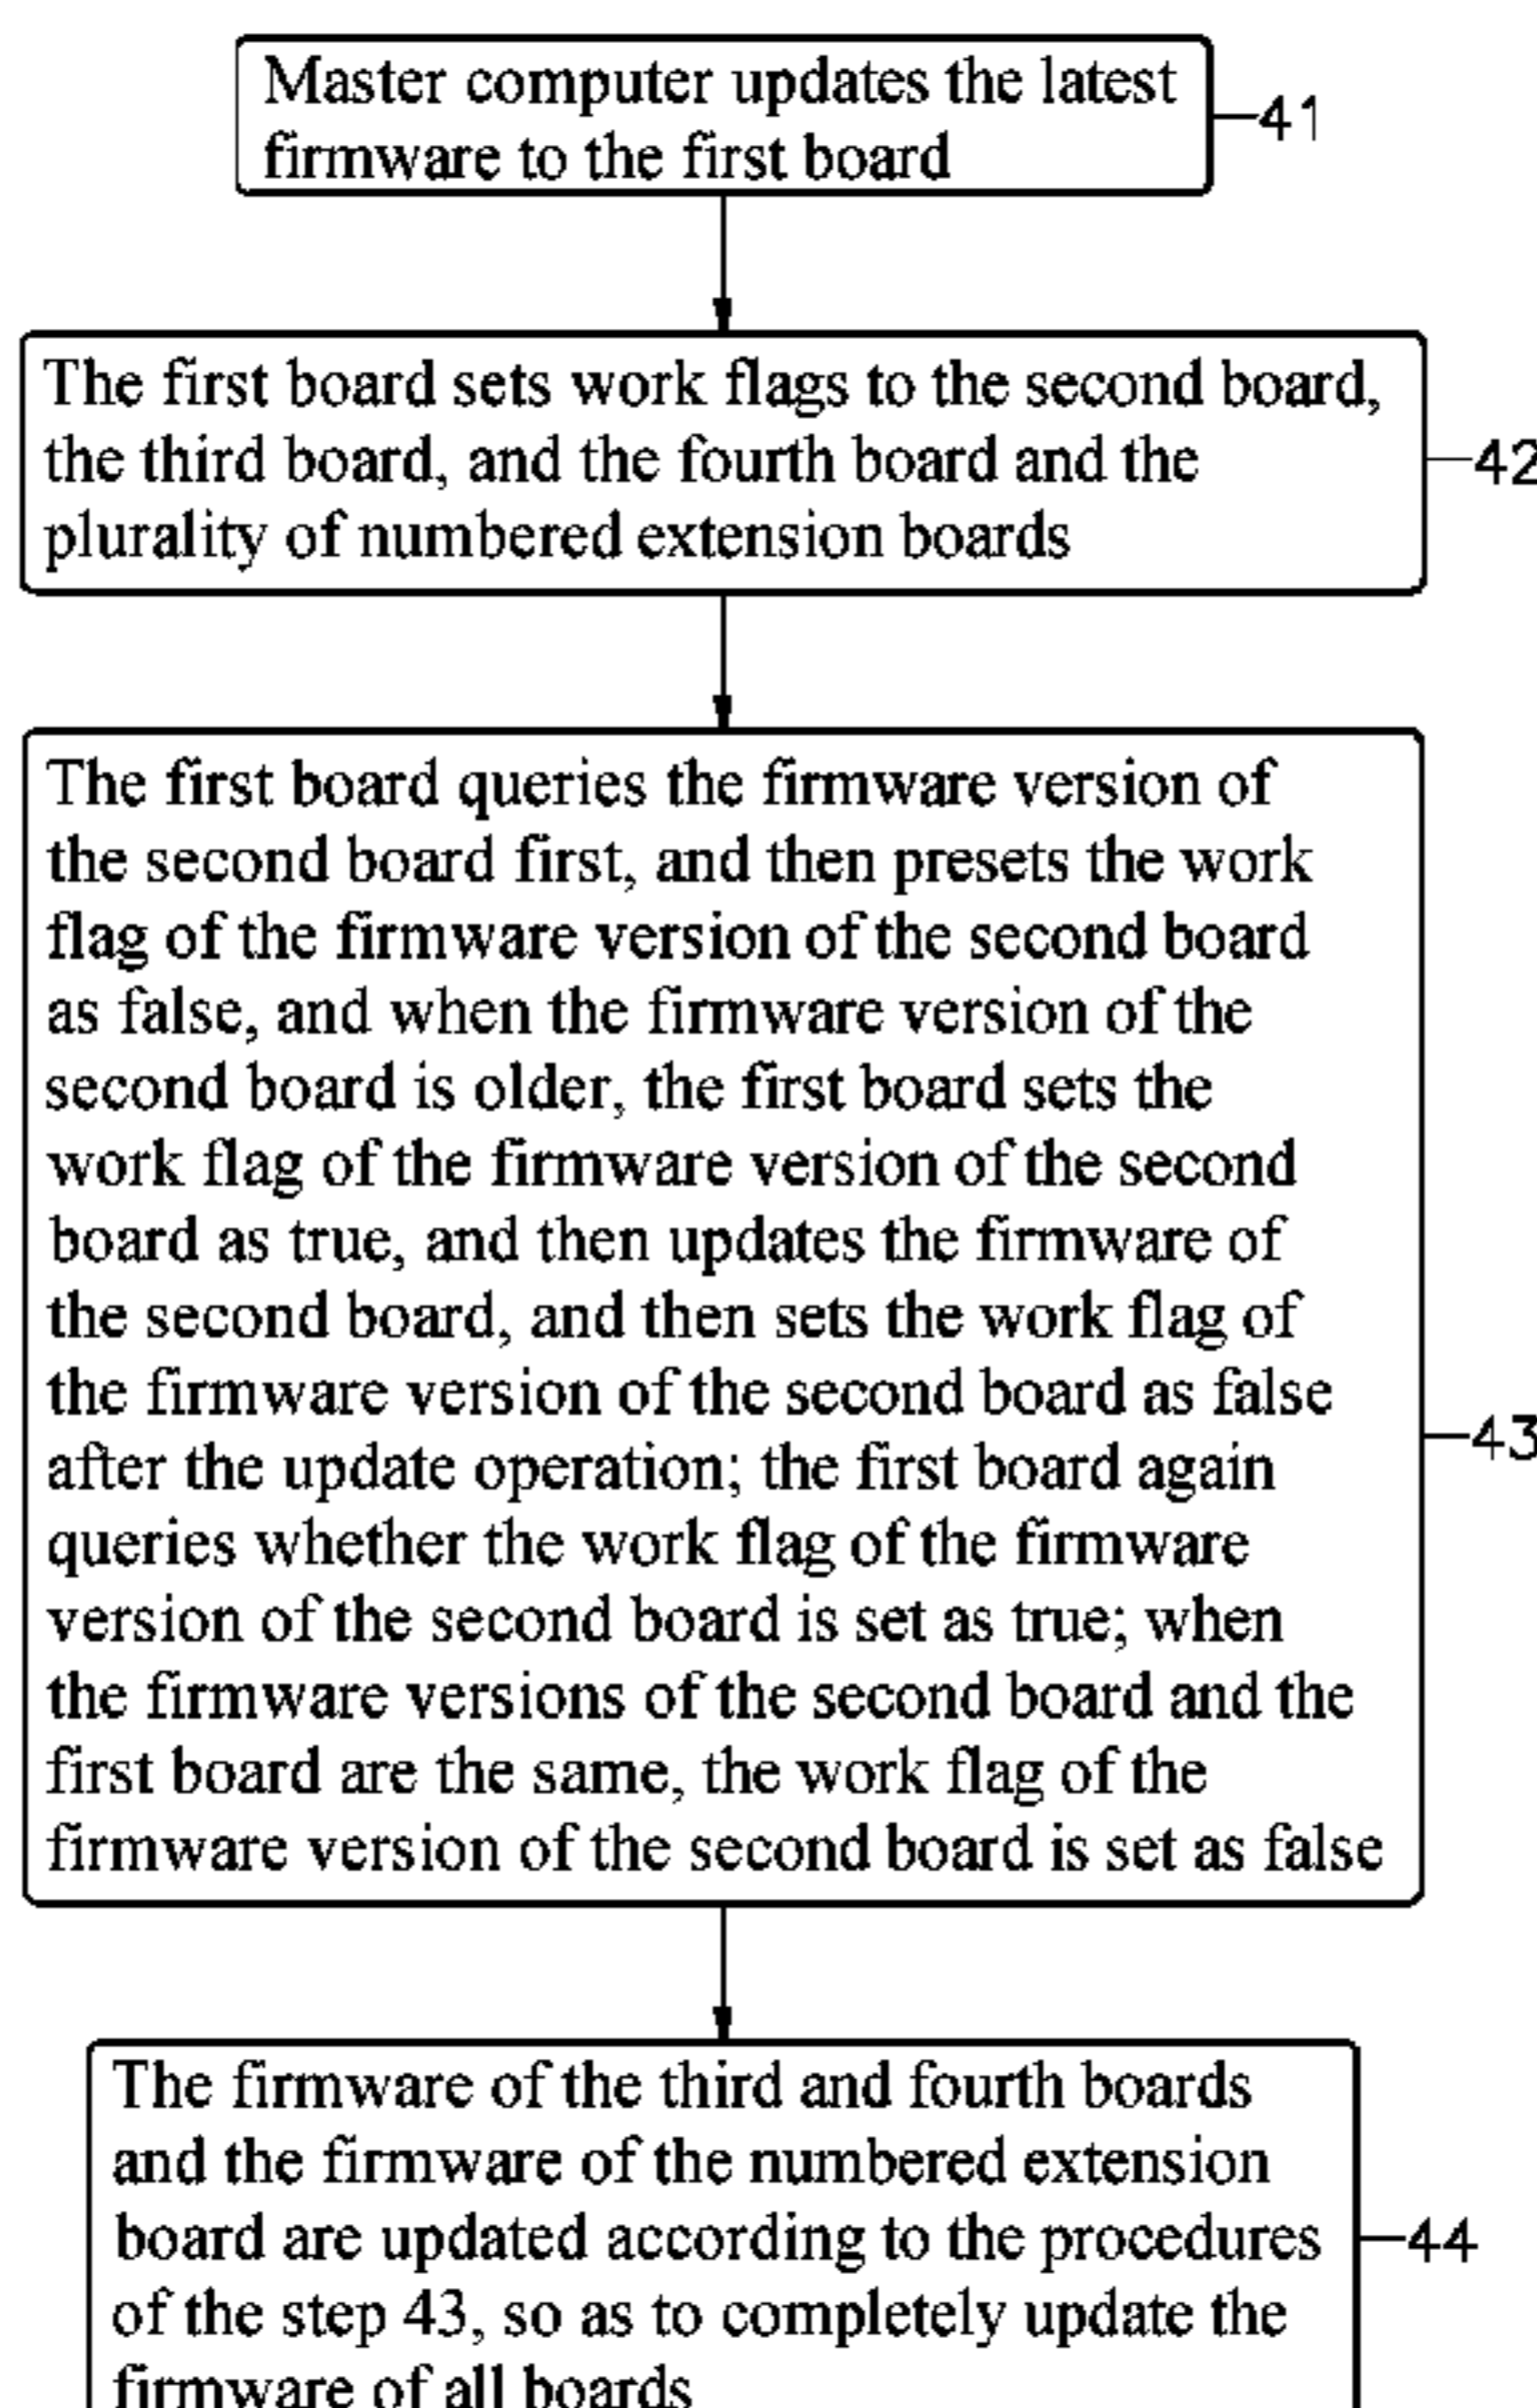 Master computer updates the latest
firmware to the first board
41
The first board sets work flags to the second board,
the third board, and the fourth board and the
plurality of numbered extension boards
42
The first board queries the firmware version of
the second board first, and then presets the work
flag of the firmware version of the second board
as false, and when the firmware version of the
second board is older, the first board sets the
work flag of the firmware version of the second
board as true, and then updates the firmware of
the second board, and then sets the work flag of
the firmware version of the second board as false
after the update operation; the first board again
queries whether the work flag of the firmware
version of the second board is set as true; when
the firmware versions of the second board and the
first board are the same, the work flag of the
firmware version of the second board is set as false
43
The firmware of the third and fourth boards
and the firmware of the numbered extension
board are updated according to the procedures
of the step 43, so as to completely update the
firmware of all boards
44